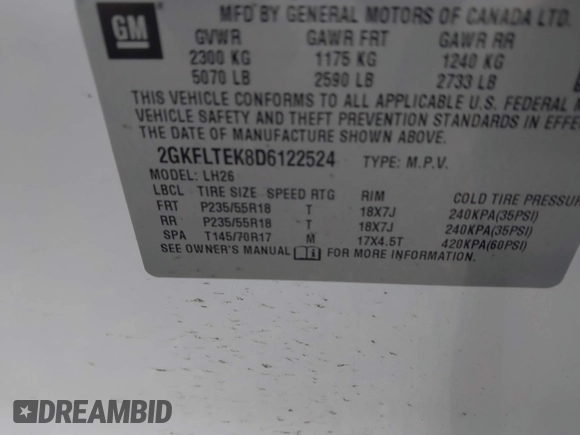 GM
MFD BY GENERAL MOTORS OF CANADA LTD.
GVWR GAWR FRT GAWR RR
2300 KG 1175 KG 1240 KG
5070 LB 2590 LB 2733 LB
THIS VEHICLE CONFORMS TO ALL APPLICABLE U.S. FEDERAL
VEHICLE SAFETY AND THEFT PREVENTION STANDARDS IN EFFE
THE DATE OF MANUFACTURE SHOWN ABOVE.
2GKFLTEK8D6122524 TYPE: M.P.V.
MODEL: LH26
LBCL TIRE SIZE SPEED RTG RIM COLD TIRE PRESSUR
FRT P235/55R18 T 18X7J 240KPA(35PSI)
RR P235/55R18 T 18X7J 240KPA(35PSI)
SPA T145/70R17 M 17X4.5T 420KPA(60PSI)
SEE OWNER'S MANUAL FOR MORE INFORMATION.
DREAMBID